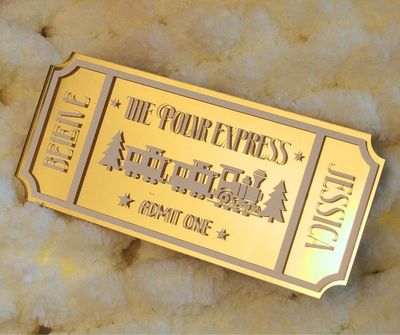 BELIEVE
THE POLAR EXPRESS
ADMIT ONE
JESSICA